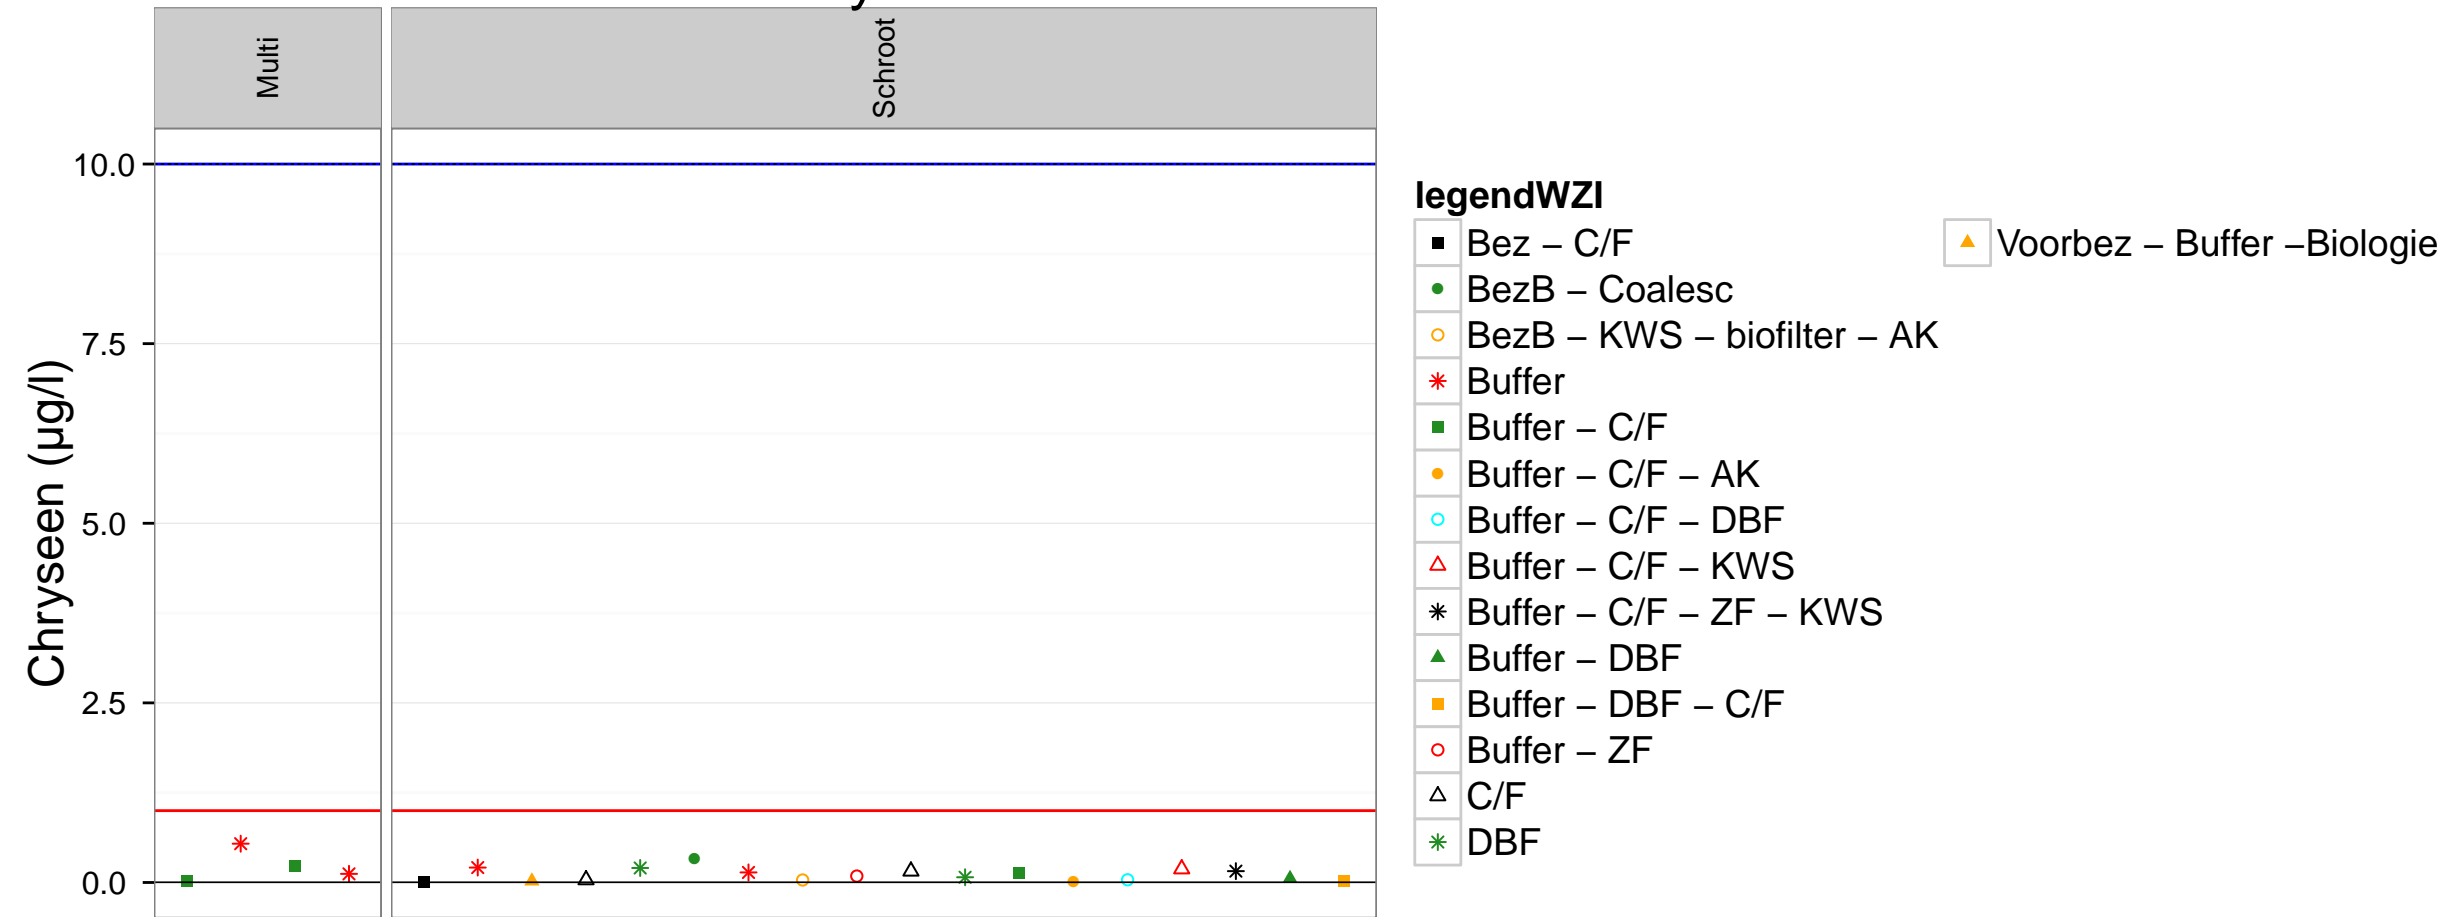 Multi
Schroot
10.0
7.5
5.0
2.5
0.0
Chryseen (µg/l)
legendWZI
Bez – C/F
BezB – Coalesc
BezB – KWS – biofilter – AK
Buffer
Buffer – C/F
Buffer – C/F – AK
Buffer – C/F – DBF
Buffer – C/F – KWS
Buffer – C/F – ZF – KWS
Buffer – DBF
Buffer – DBF – C/F
Buffer – ZF
C/F
DBF
Voorbez – Buffer –Biologie